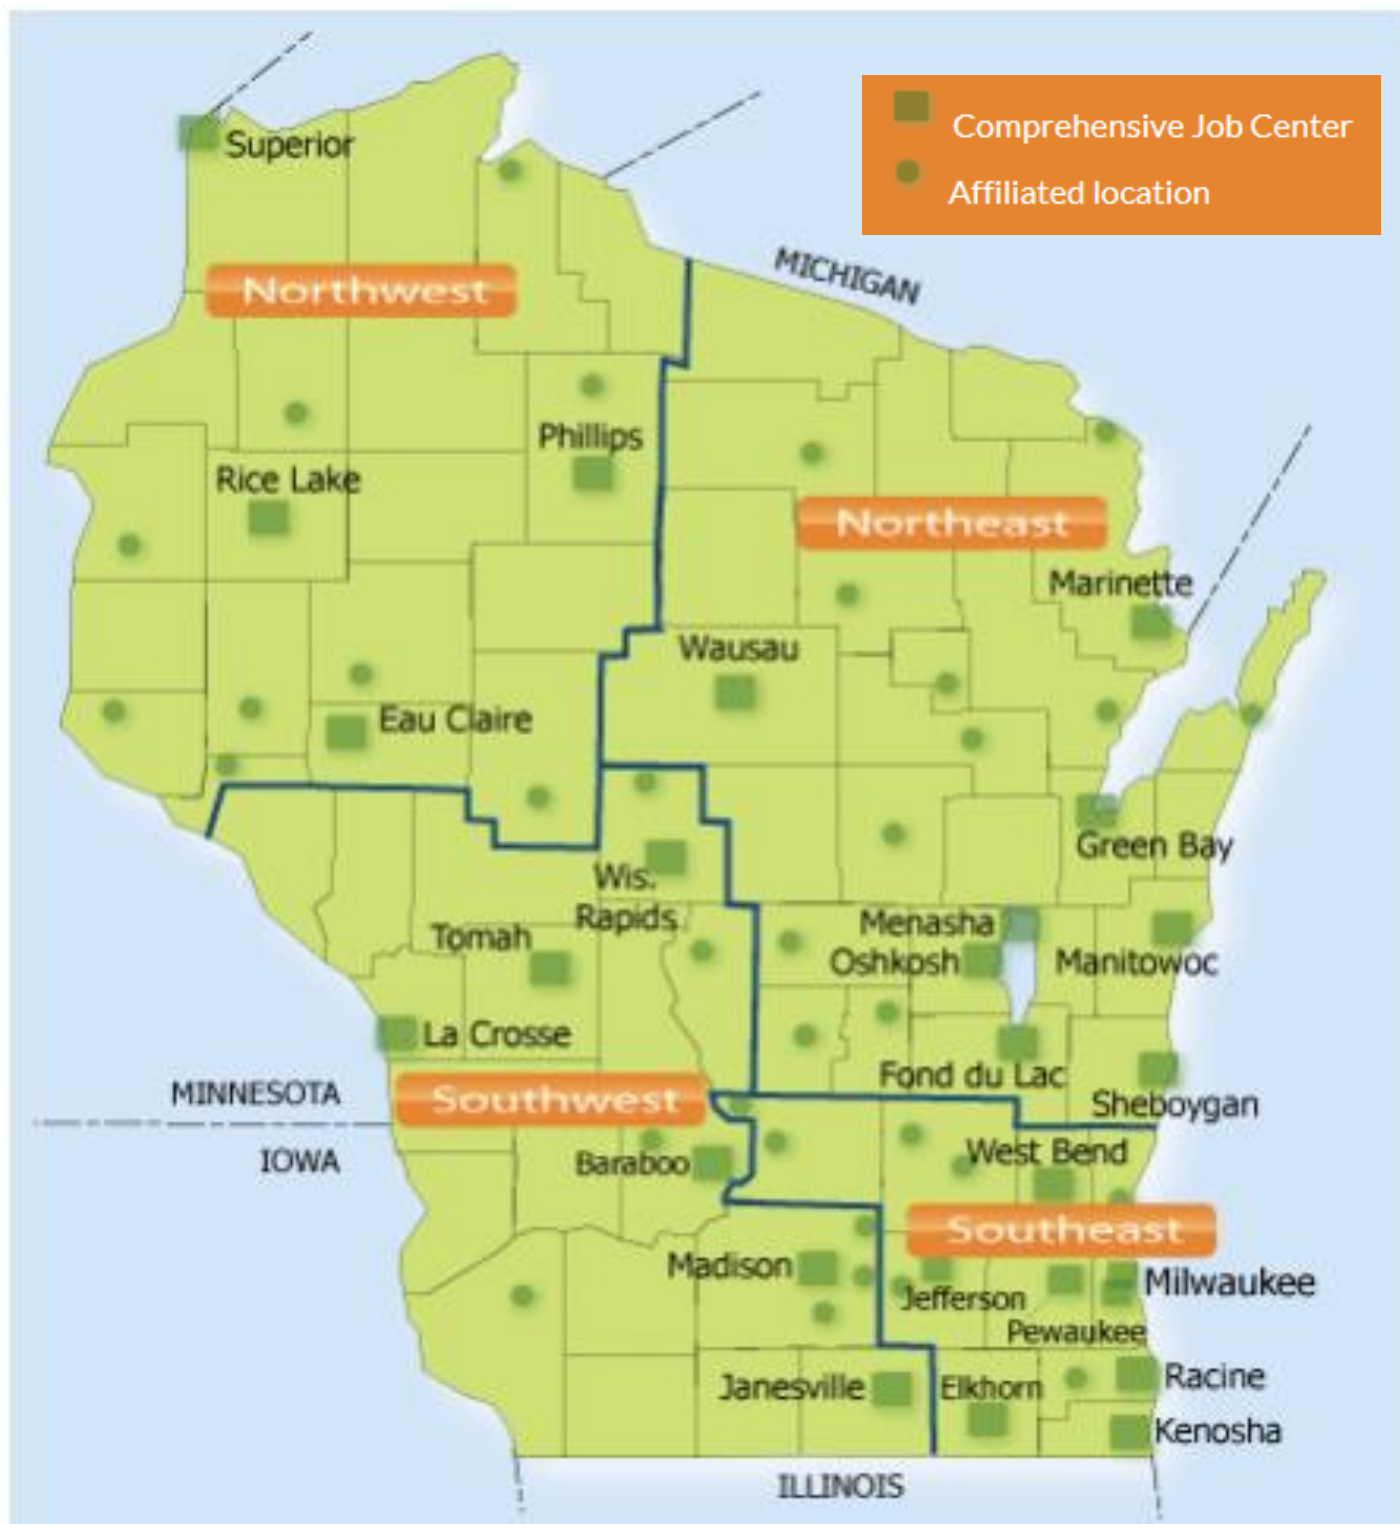 Superior
Comprehensive Job Center
Affiliated location
MICHIGAN
Northwest
Phillips
Rice Lake
Northeast
Marinette
Wausau
Eau Claire
Green Bay
Wis.
Rapids
Menasha
Tomah
Oshkosh
Manitowoc
La Crosse
Fond du Lac
MINNESOTA
Southwest
Sheboygan
IOWA
Baraboo
West Bend
Southeast
Madison
Milwaukee
Jefferson
Pewaukee
Racine
Janesville
Elkhorn
Kenosha
ILLINOIS